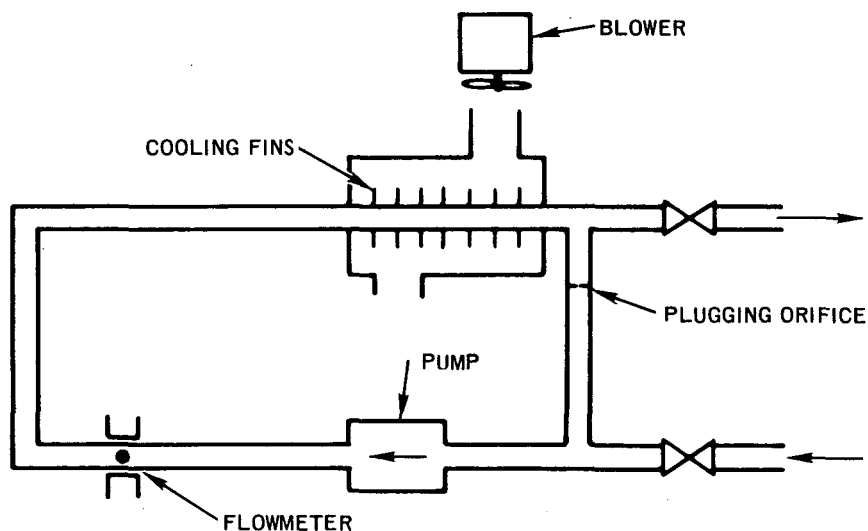 BLOWER
COOLING FINS
PLUGGING ORIFICE
PUMP
FLOWMETER